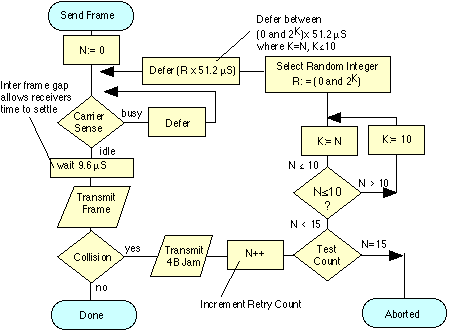 Send Frame
Defer between
(0 and 2K)x 51.2 µS
where K=N, K≤10
N:= 0
Defer (R x 51.2 µS)
Select Random Integer
R: = (0 and 2K)
Inter frame gap
allows receivers
time to settle
Carrier
Sense
busy
Defer
idle
wait 9.6 µS
K:= N
K:= 10
N ≤ 10
N > 10
N≤10
?
Transmit
Frame
N < 15
Collision
yes
Transmit
4B Jam
N++
Test
Count
N=15
no
Increment Retry Count
Done
Aborted